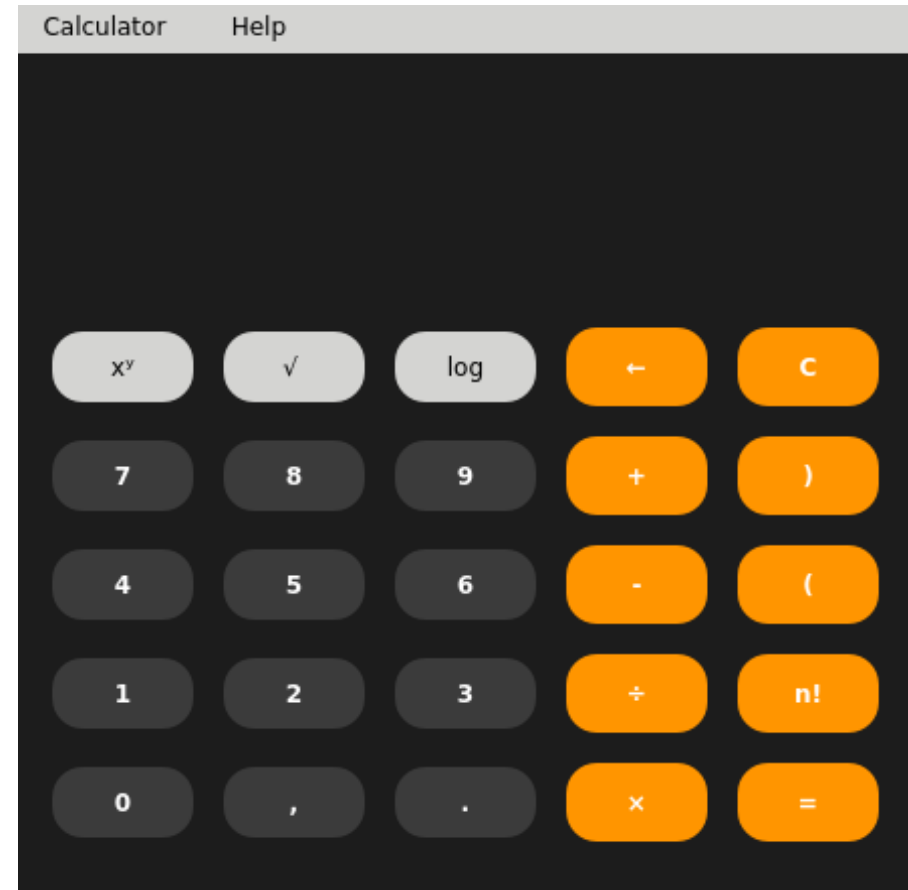 Calculator Help
xʸ √ log ← C
7 8 9 + )
4 5 6 - (
1 2 3 ÷ n!
0 , . × =